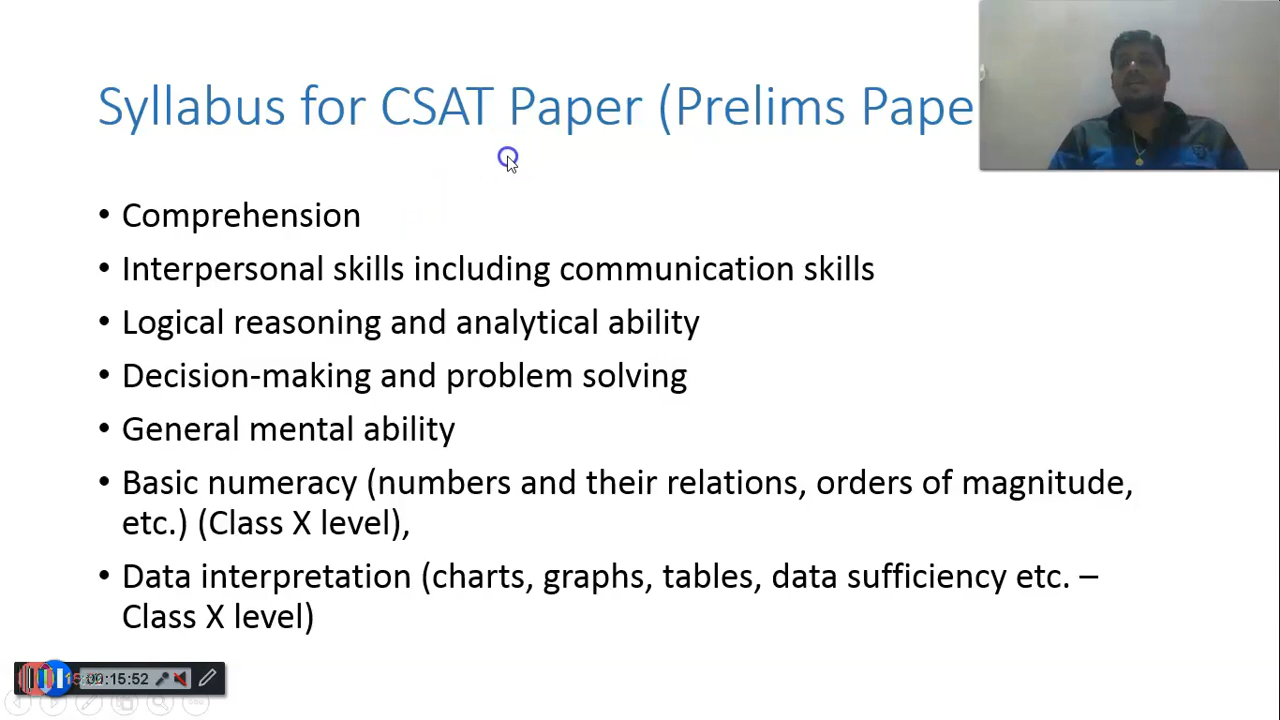 Syllabus for CSAT Paper (Prelims Pape
• Comprehension
• Interpersonal skills including communication skills
• Logical reasoning and analytical ability
• Decision-making and problem solving
• General mental ability
• Basic numeracy (numbers and their relations, orders of magnitude,
etc.) (Class X level),
• Data interpretation (charts, graphs, tables, data sufficiency etc. –
Class X level)
00:15:52